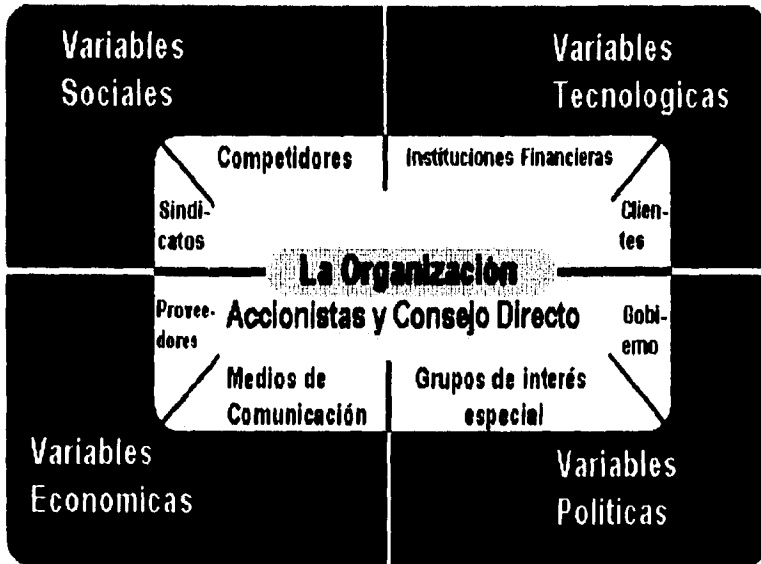 Variables
Sociales
Variables
Tecnologicas
Competidores
Instituciones Financieras
Sindi-
catos
Clien-
tes
La Organización
Accionistas y Consejo Directo
Provee-
dores
Gobi-
erno
Medios de
Comunicación
Grupos de interés
especial
Variables
Economicas
Variables
Politicas